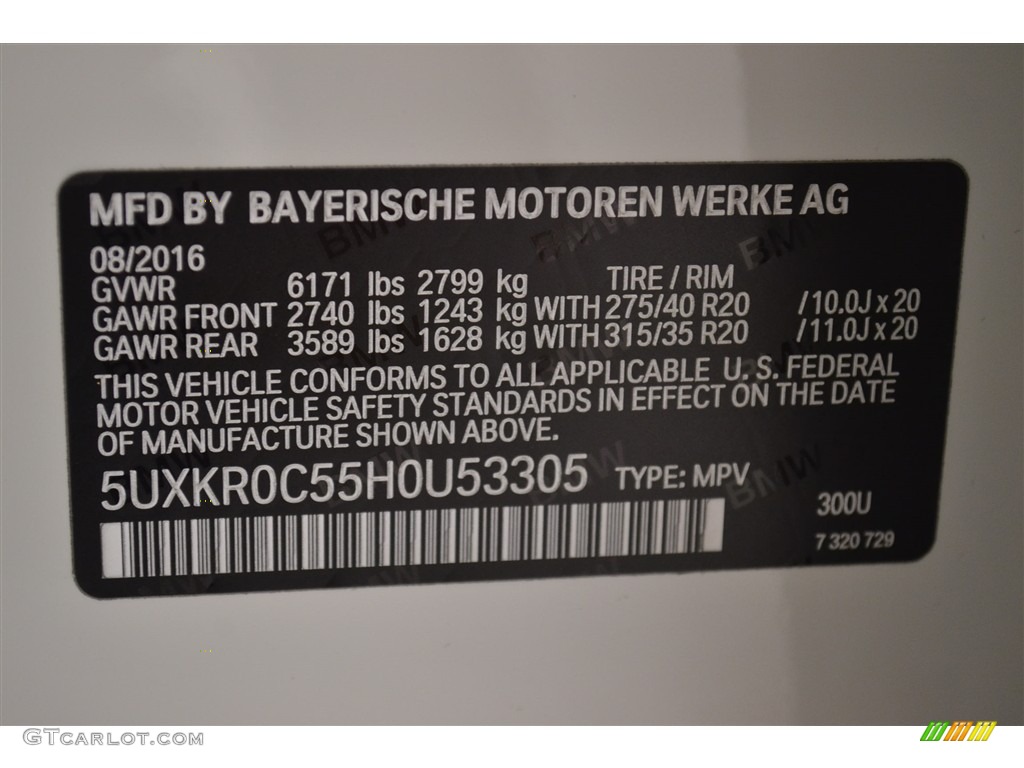 MFD BY BAYERISCHE MOTOREN WERKE AG
08/2016
GVWR 6171 lbs 2799 kg TIRE / RIM
GAWR FRONT 2740 lbs 1243 kg WITH 275/40 R20 /10.0J x 20
GAWR REAR 3589 lbs 1628 kg WITH 315/35 R20 /11.0J x 20
THIS VEHICLE CONFORMS TO ALL APPLICABLE U. S. FEDERAL
MOTOR VEHICLE SAFETY STANDARDS IN EFFECT ON THE DATE
OF MANUFACTURE SHOWN ABOVE.
5UXKR0C55H0U53305 TYPE: MPV
300U
7 320 729
GTCARLOT.COM